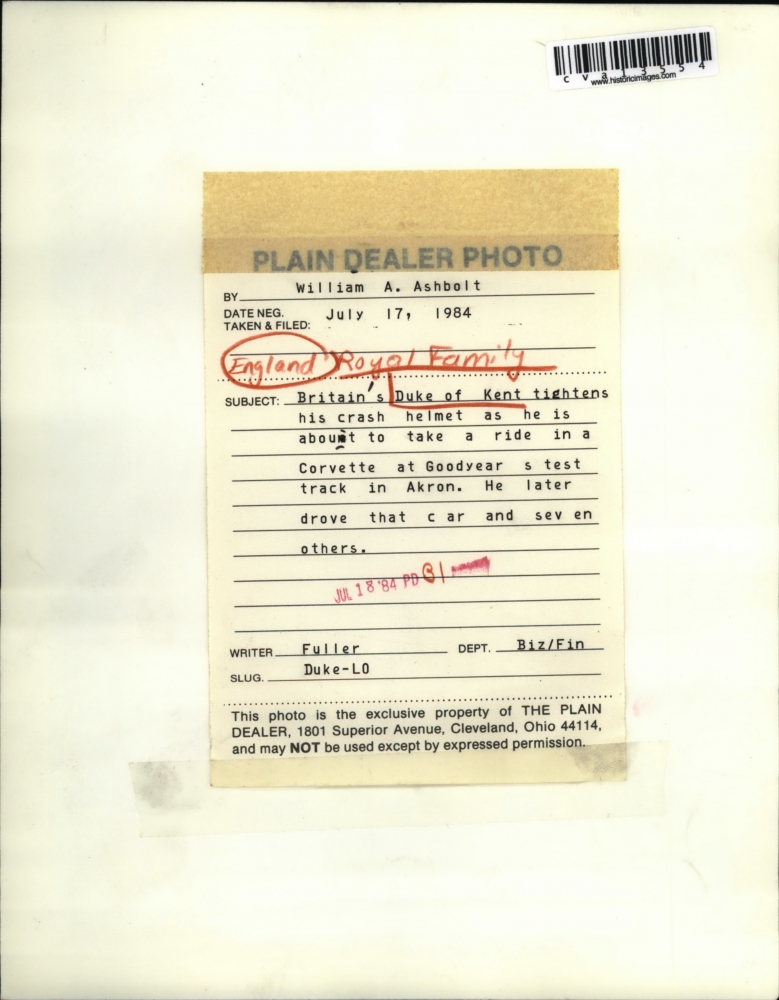 cva13554
www.historicimages.com
PLAIN DEALER PHOTO
BY William A. Ashbolt
DATE NEG. TAKEN & FILED: July 17, 1984
England Royal Family
SUBJECT: Britain's Duke of Kent tightens
his crash helmet as he is
about to take a ride in a
Corvette at Goodyear s test
track in Akron. He later
drove that c ar and sev en
others.
JUL 18 '84 PD
WRITER Fuller DEPT. Biz/Fin
SLUG. Duke-LO
This photo is the exclusive property of THE PLAIN
DEALER, 1801 Superior Avenue, Cleveland, Ohio 44114,
and may NOT be used except by expressed permission.